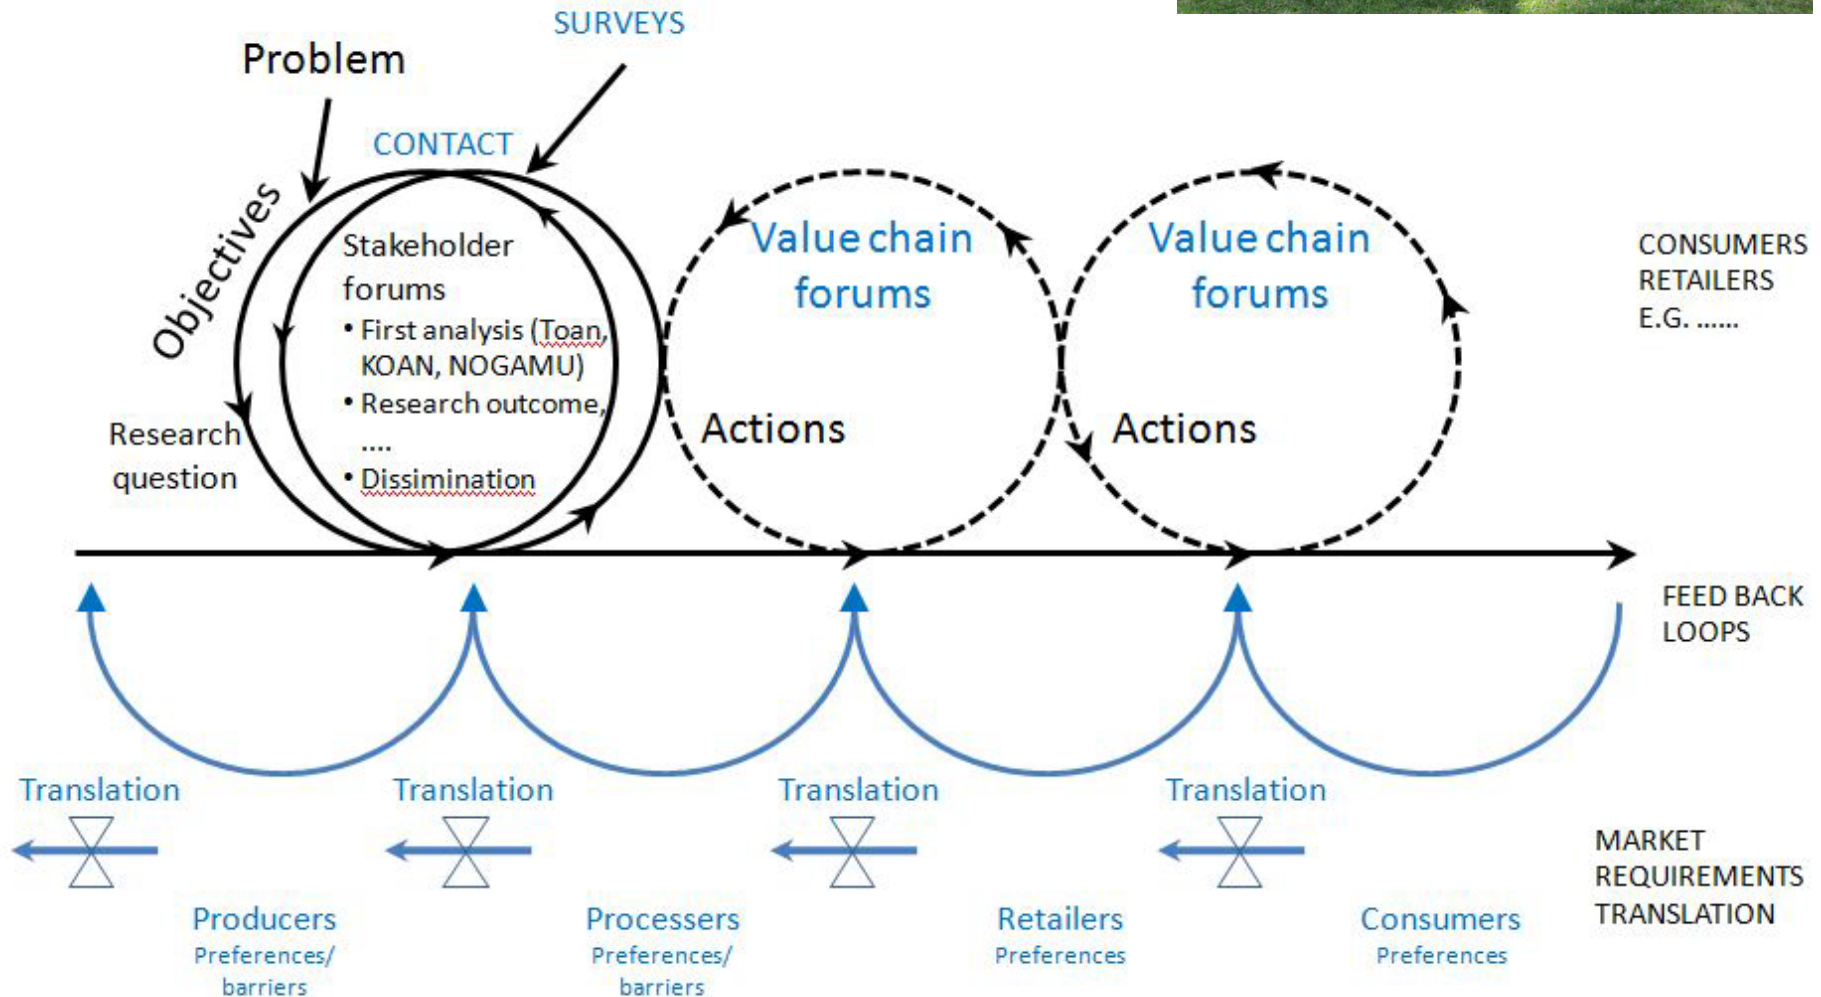 SURVEYS
Problem
CONTACT
Objectives
Stakeholder
forums
• First analysis (Toan,
KOAN, NOGAMU)
• Research outcome,
....
• Dissimination
Research
question
Value chain
forums
Actions
Value chain
forums
Actions
CONSUMERS
RETAILERS
E.G. ......
FEED BACK
LOOPS
Translation
Translation
Translation
Translation
MARKET
REQUIREMENTS
TRANSLATION
Producers
Preferences/
barriers
Processers
Preferences/
barriers
Retailers
Preferences
Consumers
Preferences